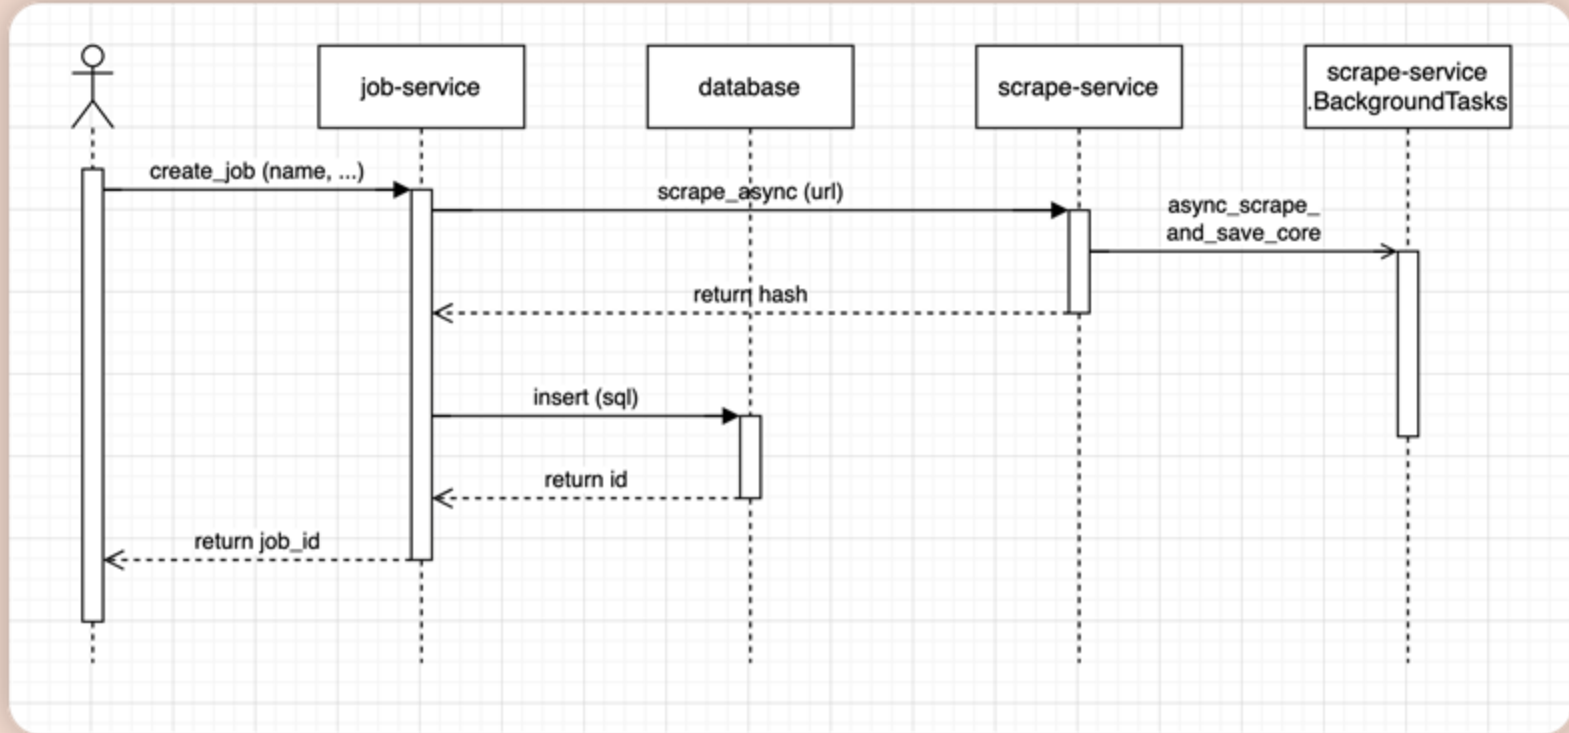 job-service
database
scrape-service
scrape-service
.BackgroundTasks
create_job (name, ...)
scrape_async (url)
async_scrape_
and_save_core
return hash
insert (sql)
return id
return job_id